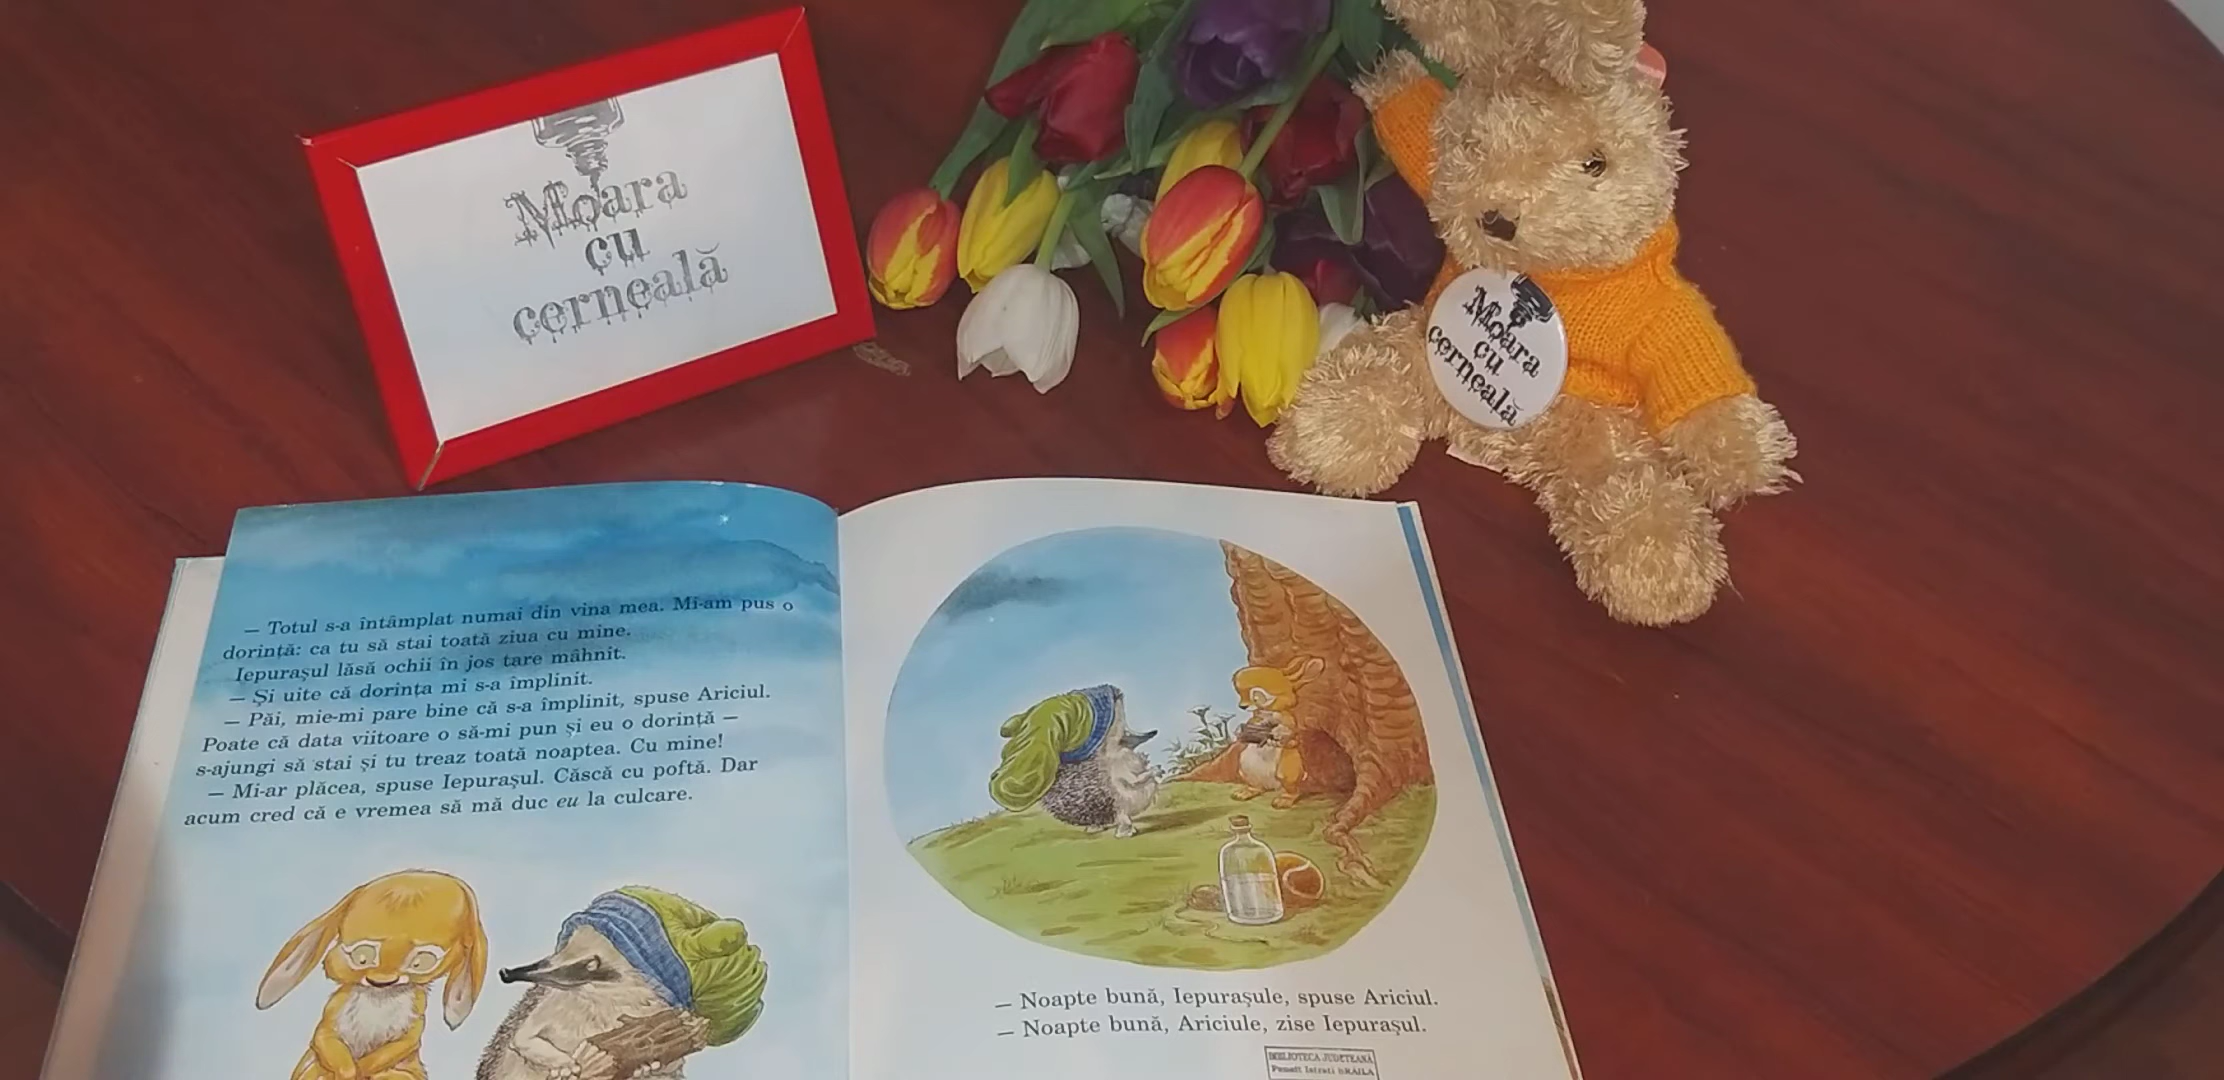 Moara
cu
cerneală
Moara
cu
cerneală
— Totul s-a întâmplat numai din vina mea. Mi-am pus o
dorință: ca tu să stai toată ziua cu mine.
Iepurașul lăsă ochii în jos tare mâhnit.
— Și uite că dorința mi s-a împlinit.
— Păi, mie-mi pare bine că s-a împlinit, spuse Ariciul.
Poate că data viitoare o să-mi pun și eu o dorință —
s-ajungi să stai și tu treaz toată noaptea. Cu mine!
— Mi-ar plăcea, spuse Iepurașul. Căscă cu poftă. Dar
acum cred că e vremea să mă duc eu la culcare.
— Noapte bună, Iepurașule, spuse Ariciul.
— Noapte bună, Ariciule, zise Iepurașul.
BIBLIOTECA JUDEȚEANĂ
Panait Istrati BRĂILA